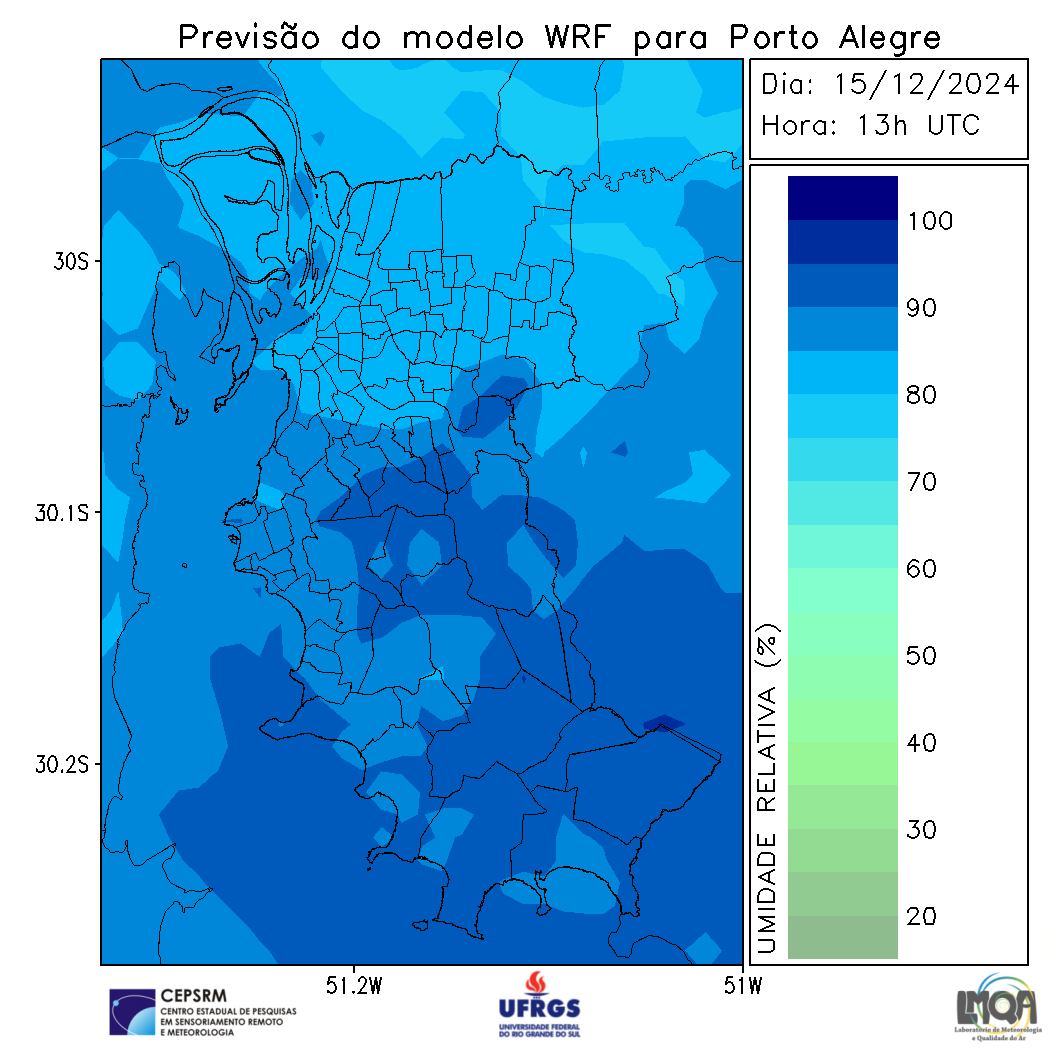 Previsão do modelo WRF para Porto Alegre
Dia: 15/12/2024
Hora: 13h UTC
30S
30.1S
30.2S
51.2W
51W
UMIDADE RELATIVA (%)
100
90
80
70
60
50
40
30
20
CEPSRM
CENTRO ESTADUAL DE PESQUISAS
EM SENSORIAMENTO REMOTO
E METEOROLOGIA
UFRGS
UNIVERSIDADE FEDERAL
DO RIO GRANDE DO SUL
LMQA
Laboratório de Meteorologia
e Qualidade do Ar